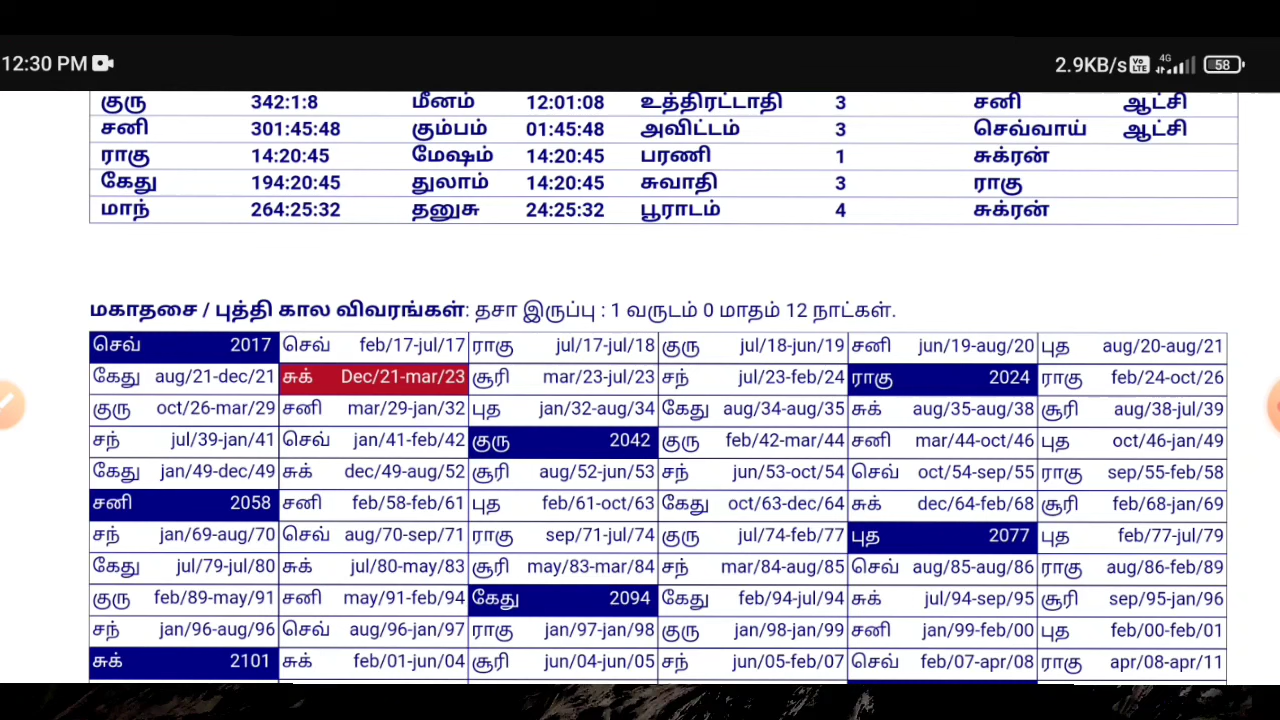 12:30 PM 2.9KB/s Vo LTE 4G 58
குரு 342:1:8 மீனம் 12:01:08 உத்திரட்டாதி 3 சனி ஆட்சி
சனி 301:45:48 கும்பம் 01:45:48 அவிட்டம் 3 செவ்வாய் ஆட்சி
ராகு 14:20:45 மேஷம் 14:20:45 பரணி 1 சுக்ரன்
கேது 194:20:45 துலாம் 14:20:45 சுவாதி 3 ராகு
மாந் 264:25:32 தனுசு 24:25:32 பூராடம் 4 சுக்ரன்
மகாதசை / புத்தி கால விவரங்கள்: தசா இருப்பு : 1 வருடம் 0 மாதம் 12 நாட்கள்.
செவ் 2017 செவ் feb/17-jul/17 ராகு jul/17-jul/18 குரு jul/18-jun/19 சனி jun/19-aug/20 புத aug/20-aug/21
கேது aug/21-dec/21 சுக் Dec/21-mar/23 சூரி mar/23-jul/23 சந் jul/23-feb/24 ராகு 2024 ராகு feb/24-oct/26
குரு oct/26-mar/29 சனி mar/29-jan/32 புத jan/32-aug/34 கேது aug/34-aug/35 சுக் aug/35-aug/38 சூரி aug/38-jul/39
சந் jul/39-jan/41 செவ் jan/41-feb/42 குரு 2042 குரு feb/42-mar/44 சனி mar/44-oct/46 புத oct/46-jan/49
கேது jan/49-dec/49 சுக் dec/49-aug/52 சூரி aug/52-jun/53 சந் jun/53-oct/54 செவ் oct/54-sep/55 ராகு sep/55-feb/58
சனி 2058 சனி feb/58-feb/61 புத feb/61-oct/63 கேது oct/63-dec/64 சுக் dec/64-feb/68 சூரி feb/68-jan/69
சந் jan/69-aug/70 செவ் aug/70-sep/71 ராகு sep/71-jul/74 குரு jul/74-feb/77 புத 2077 புத feb/77-jul/79
கேது jul/79-jul/80 சுக் jul/80-may/83 சூரி may/83-mar/84 சந் mar/84-aug/85 செவ் aug/85-aug/86 ராகு aug/86-feb/89
குரு feb/89-may/91 சனி may/91-feb/94 கேது 2094 கேது feb/94-jul/94 சுக் jul/94-sep/95 சூரி sep/95-jan/96
சந் jan/96-aug/96 செவ் aug/96-jan/97 ராகு jan/97-jan/98 குரு jan/98-jan/99 சனி jan/99-feb/00 புத feb/00-feb/01
சுக் 2101 சுக் feb/01-jun/04 சூரி jun/04-jun/05 சந் jun/05-feb/07 செவ் feb/07-apr/08 ராகு apr/08-apr/11